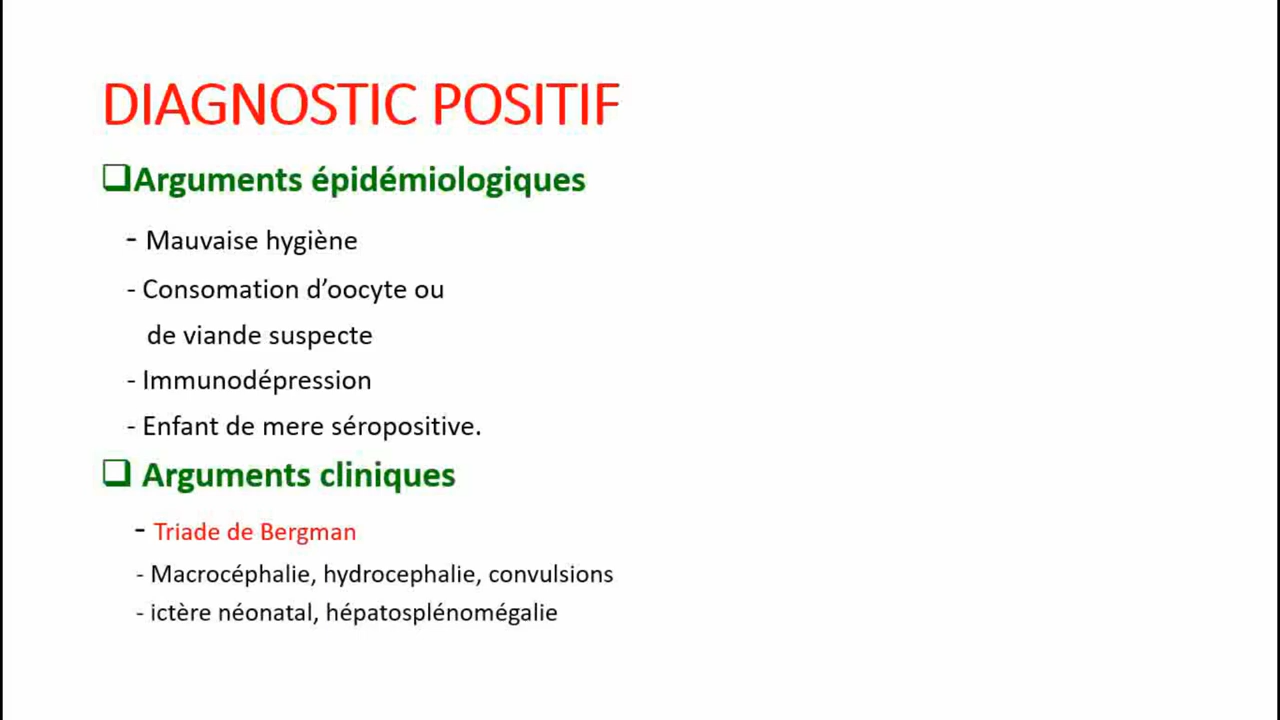 DIAGNOSTIC POSITIF
❑Arguments épidémiologiques
- Mauvaise hygiène
- Consomation d’oocyte ou
de viande suspecte
- Immunodépression
- Enfant de mere séropositive.
❑ Arguments cliniques
- Triade de Bergman
- Macrocéphalie, hydrocephalie, convulsions
- ictère néonatal, hépatosplénomégalie